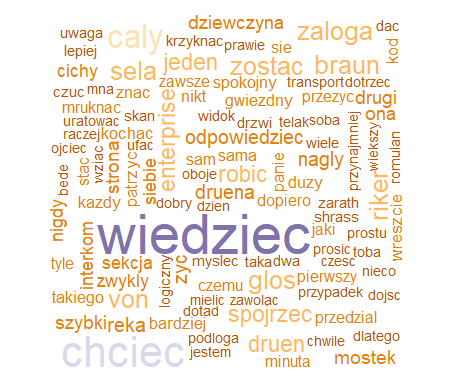 uwaga
dziewczyna
dac
caly
krzyknac
prawie
sie
zaloga
kod
lepiej
jeden
zostac
braun
cichy
sela
zawsze
spokojny
transport
dotrzec
czuc
mna
znac
nikt
gwiezdny
przezyc
drugi
mruknac
enterprise
ona
uratowac
skan
widok
drzwi
telak
soba
raczej
kochac
odpowiedziec
wiele
przynajmniej
wiekszy
romulan
ojciec
wziac
ufac
sam
sama
panie
nagly
bede
stac
strona
patrzyc
siebie
oboje
robic
duzy
riker
wreszcie
nigdy
kazdy
dobry
druena
dzien
dopiero
zarath
shrass
wiedziec
jaki
prostu
interkom
prosic
toba
tyle
sekcja
zyc
myslec
taka
dwa
czesc
nieco
zwykly
logiczny
czemu
glos
pierwszy
takiego
von
mielic
zawolac
przypadek
dojsc
szybki
reka
bardziej
dotad
spojrzec
przedzial
chciec
podloga
druen
chwile
dlatego
jestem
minuta
mostek